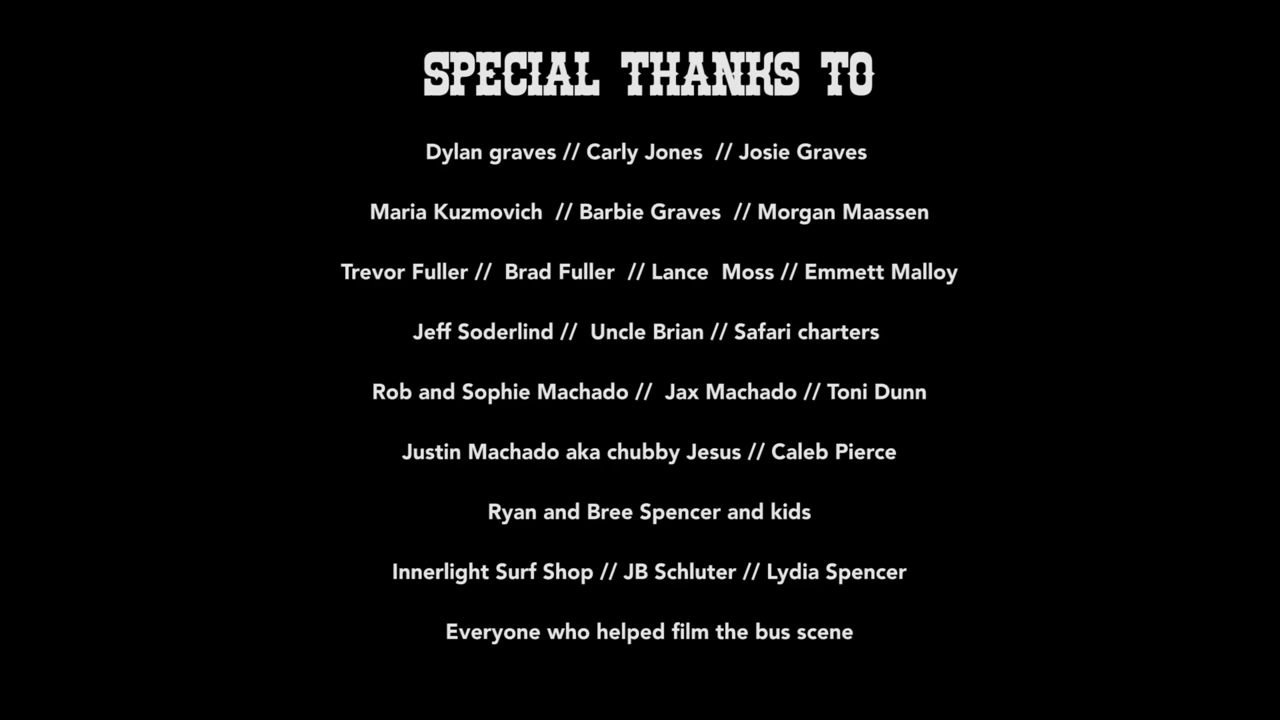 SPECIAL THANKS TO
Dylan graves // Carly Jones // Josie Graves
Maria Kuzmovich // Barbie Graves // Morgan Maassen
Trevor Fuller // Brad Fuller // Lance Moss // Emmett Malloy
Jeff Soderlind // Uncle Brian // Safari charters
Rob and Sophie Machado // Jax Machado // Toni Dunn
Justin Machado aka chubby Jesus // Caleb Pierce
Ryan and Bree Spencer and kids
Innerlight Surf Shop // JB Schluter // Lydia Spencer
Everyone who helped film the bus scene